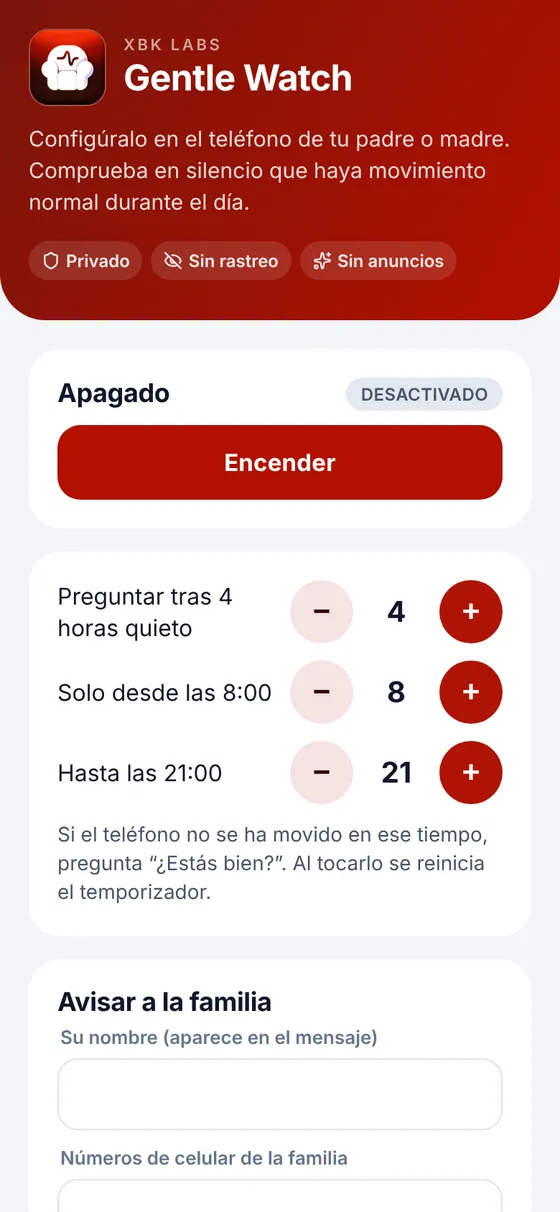 XBK LABS
Gentle Watch
Configúralo en el teléfono de tu padre o madre.
Comprueba en silencio que haya movimiento
normal durante el día.
Privado
Sin rastreo
Sin anuncios
Apagado
DESACTIVADO
Encender
Preguntar tras 4
horas quieto
− 4 +
Solo desde las 8:00
− 8 +
Hasta las 21:00
− 21 +
Si el teléfono no se ha movido en ese tiempo,
pregunta “¿Estás bien?”. Al tocarlo se reinicia
el temporizador.
Avisar a la familia
Su nombre (aparece en el mensaje)
Números de celular de la familia